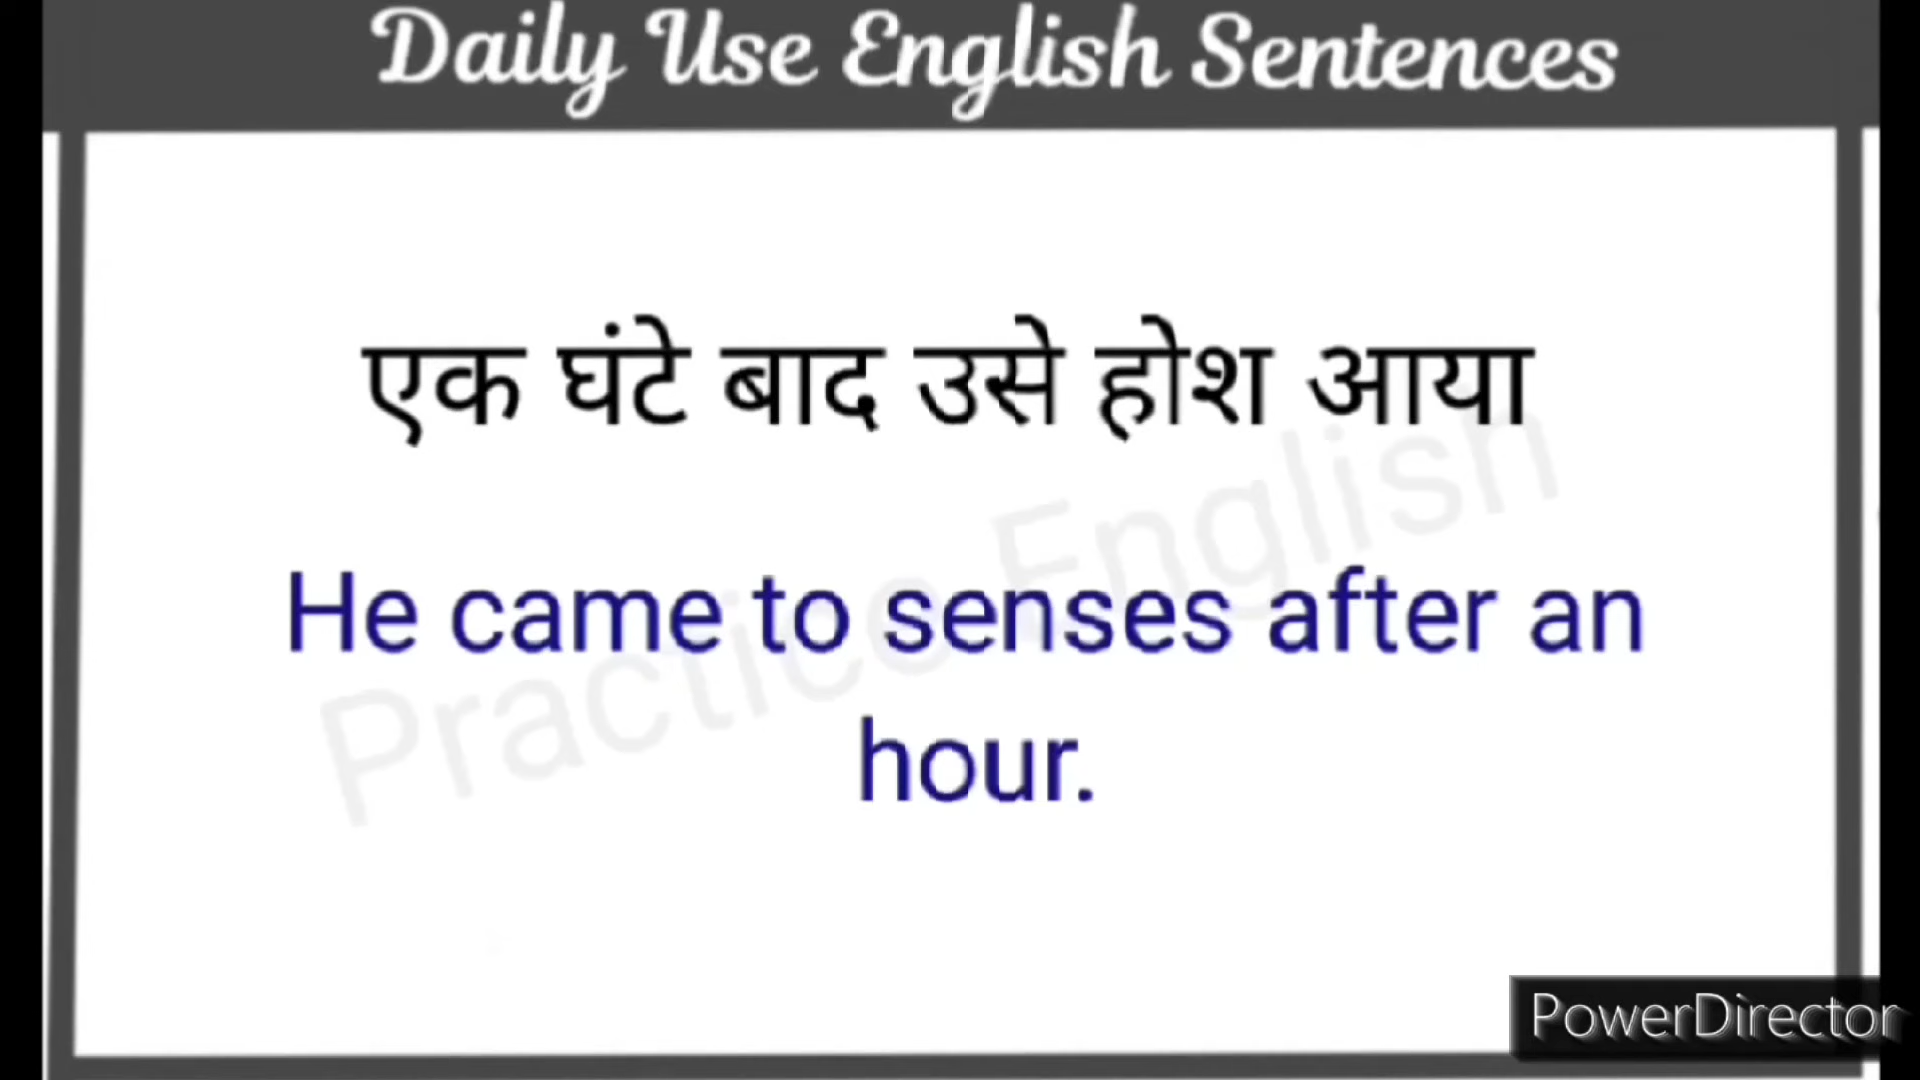 Daily Use English Sentences
एक घंटे बाद उसे होश आया
Practice English
He came to senses after an
hour.
PowerDirector